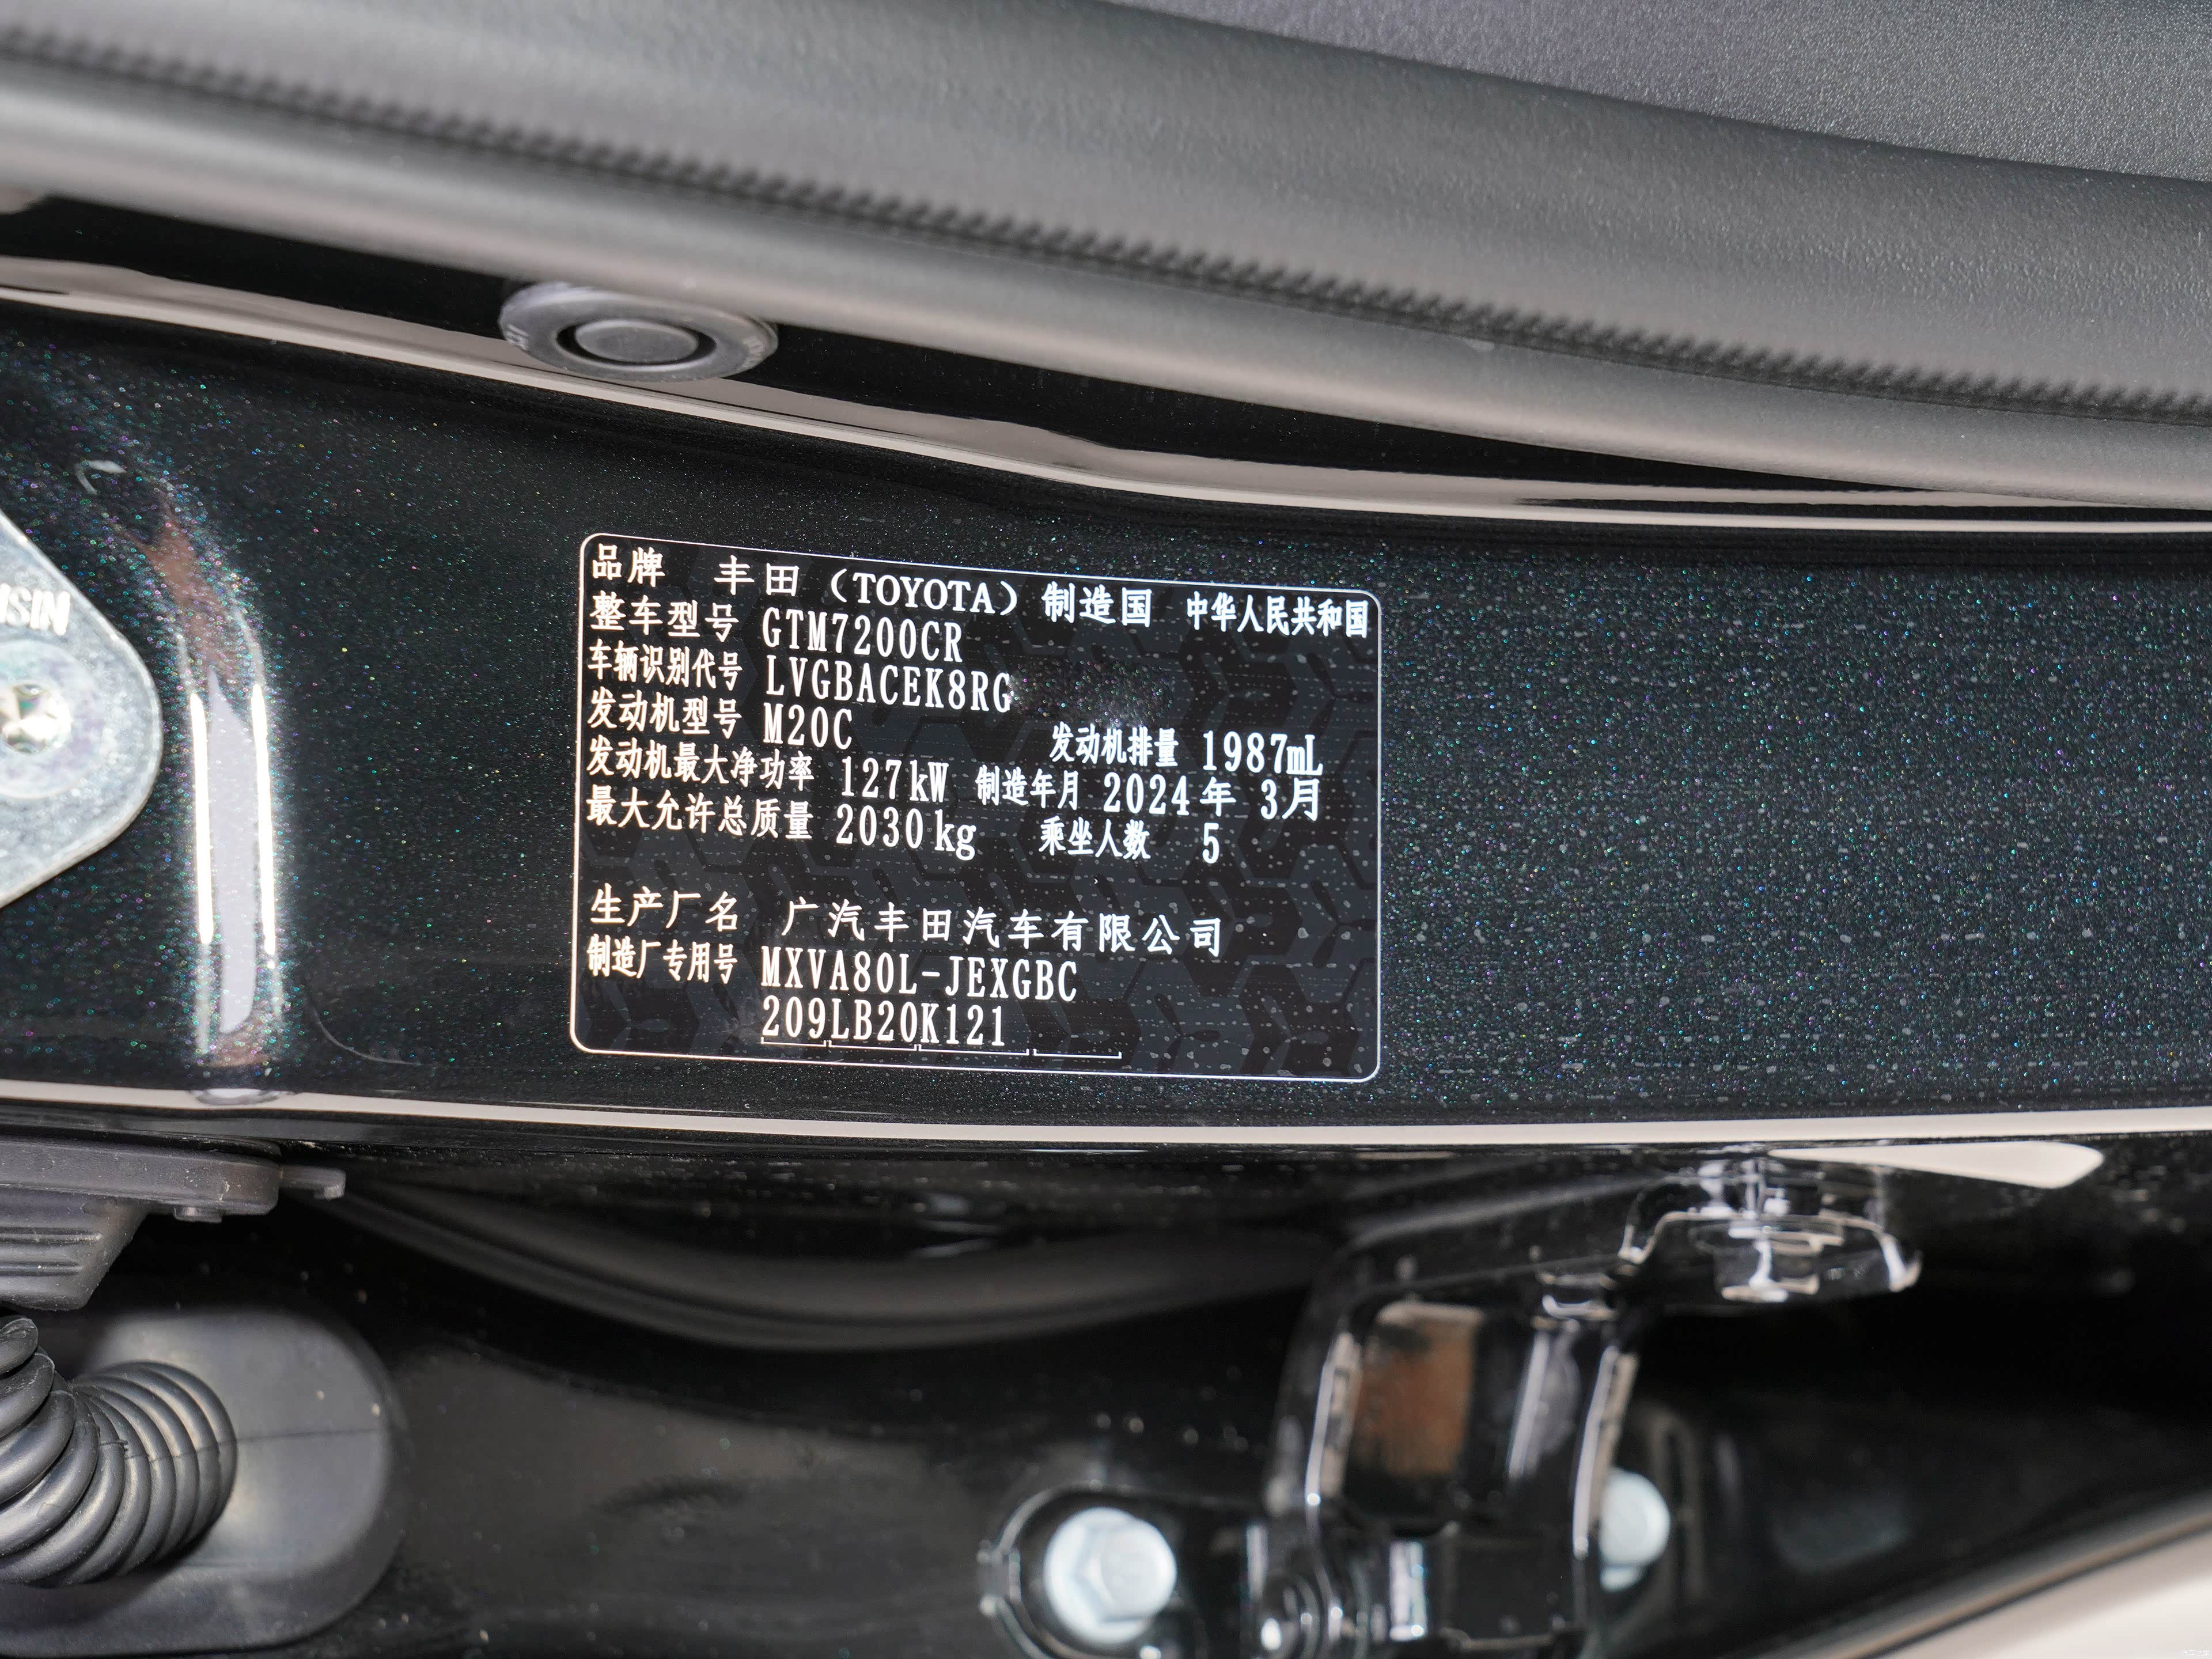 品牌 丰田（TOYOTA）制造国 中华人民共和国
整车型号 GTM7200CR
车辆识别代号 LVGBACEK8RG
发动机型号 M20C 发动机排量 1987mL
发动机最大净功率 127kW 制造年月 2024年 3月
最大允许总质量 2030kg 乘坐人数 5
生产厂名 广汽丰田汽车有限公司
制造厂专用号 MXVA80L-JEXGBC
209LB20K121